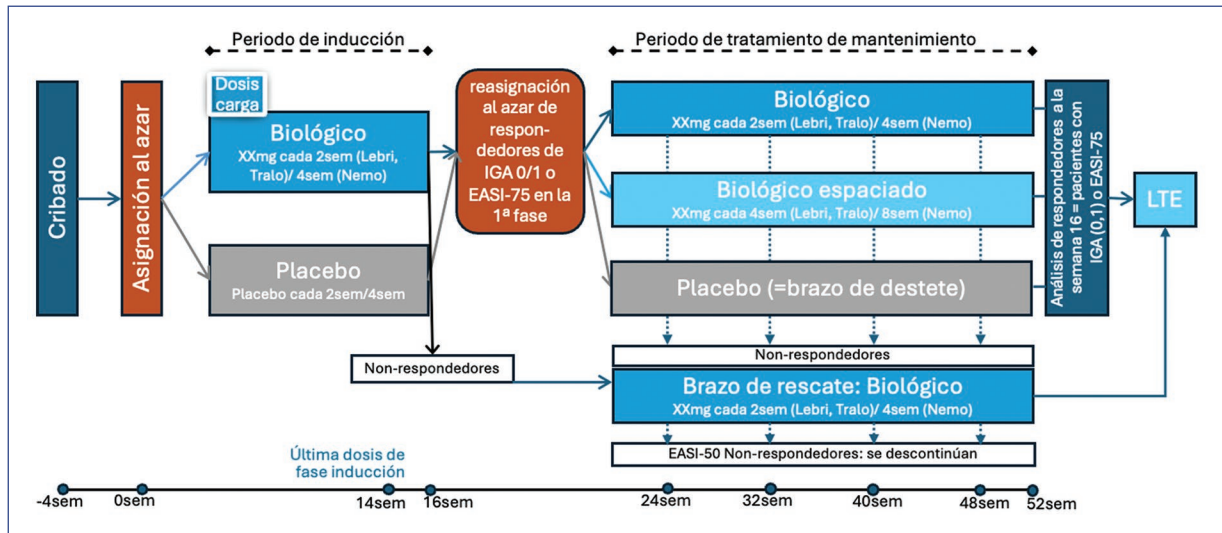 Periodo de inducción
Periodo de tratamiento de mantenimiento
Cribado
Asignación al azar
Dosis
carga
Biológico
XXmg cada 2sem (Lebri,
Tralo)/ 4sem (Nemo)
Placebo
Placebo cada 2sem/4sem
reasignación
al azar de
respon-
dedores de
IGA 0/1 o
EASI-75 en la
1ª fase
Biológico
XXmg cada 2sem (Lebri, Tralo)/ 4sem (Nemo)
Biológico espaciado
XXmg cada 4sem (Lebri, Tralo)/ 8sem (Nemo)
Placebo (=brazo de destete)
Análisis de respondedores a la
semana 16 = pacientes con
IGA (0,1) o EASI-75
LTE
Non-respondedores
Non-respondedores
Brazo de rescate: Biológico
XXmg cada 2sem (Lebri, Tralo)/ 4sem (Nemo)
EASI-50 Non-respondedores: se descontinúan
Última dosis de
fase inducción
-4sem
0sem
14sem
16sem
24sem
32sem
40sem
48sem
52sem